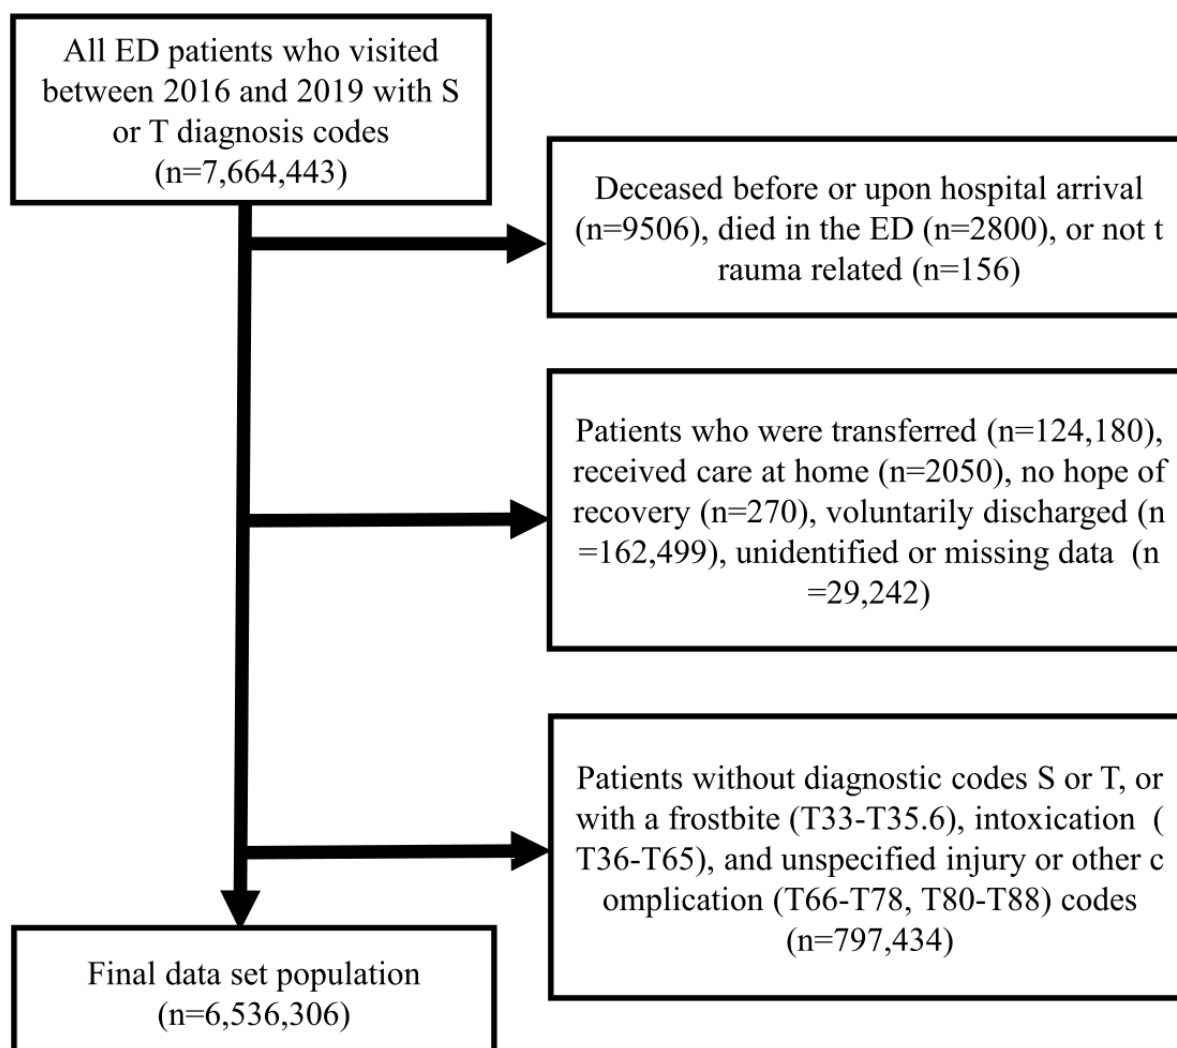 All ED patients who visited
between 2016 and 2019 with S
or T diagnosis codes
(n=7,664,443)
Deceased before or upon hospital arrival
(n=9506), died in the ED (n=2800), or not t
rauma related (n=156)
Patients who were transferred (n=124,180),
received care at home (n=2050), no hope of
recovery (n=270), voluntarily discharged (n
=162,499), unidentified or missing data  (n
=29,242)
Patients without diagnostic codes S or T, or
with a frostbite (T33-T35.6), intoxication  (
T36-T65), and unspecified injury or other c
omplication (T66-T78, T80-T88) codes
(n=797,434)
Final data set population
(n=6,536,306)